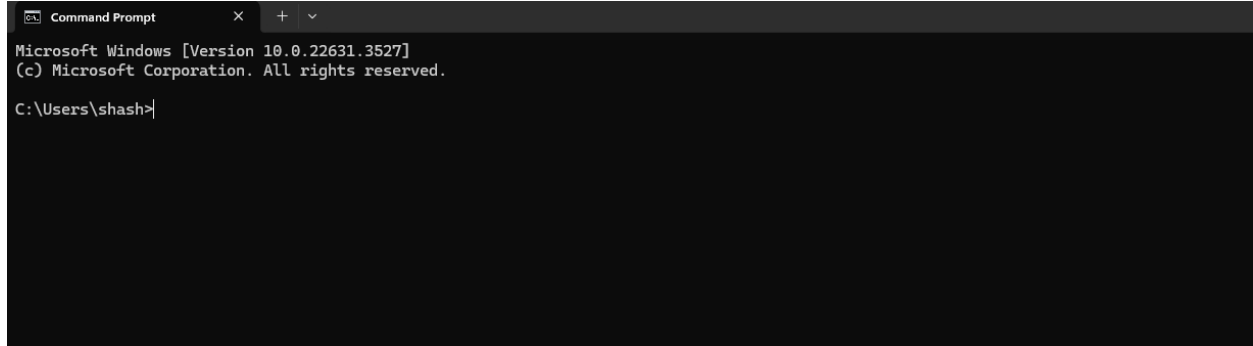 Command Prompt
Microsoft Windows [Version 10.0.22631.3527]
(c) Microsoft Corporation. All rights reserved.
C:\Users\shash>